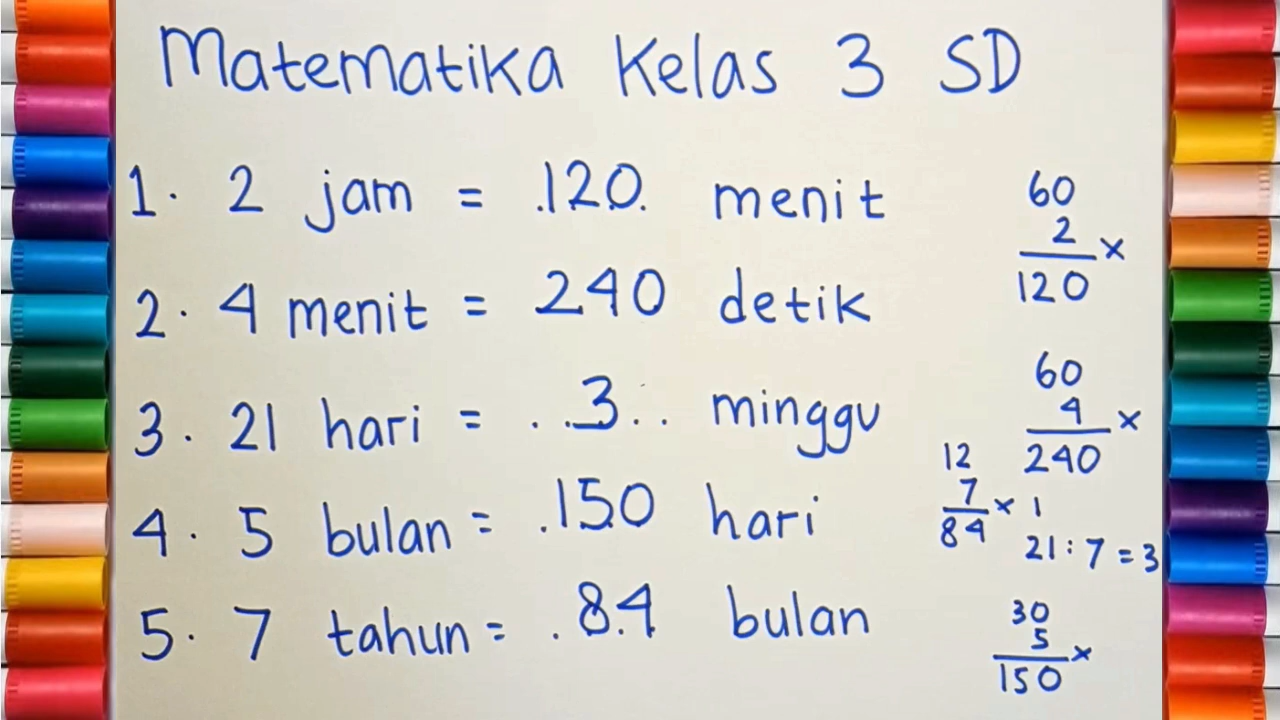 Matematika Kelas 3 SD
1. 2 jam = .120. menit
2. 4 menit = 240 detik
3. 21 hari = ..3.. minggu
4. 5 bulan = .150 hari
5. 7 tahun = .84 bulan
60
2 ×
120
60
4 ×
240
12
7 ×
84
1
21 : 7 = 3
30
5 ×
150